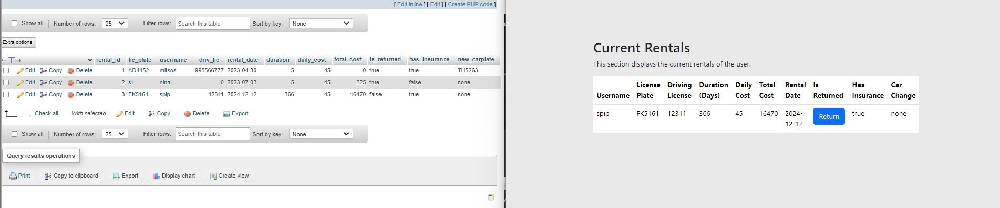 [ Edit inline ] [ Edit ] [ Create PHP code ]
Show all | Number of rows: 25 Filter rows: Search this table Sort by key: None
Extra options
←T→ rental_id lic_plate username driv_lic rental_date duration daily_cost total_cost is_returned has_insurance new_carplate
Edit Copy Delete 1 AD4152 mitsos 995566777 2023-04-30 5 45 0 true true TH5263
Edit Copy Delete 2 s1 nina 0 2023-07-03 5 45 225 true false none
Edit Copy Delete 3 FK5161 spip 12311 2024-12-12 366 45 16470 false true none
Check all With selected: Edit Copy Delete Export
Show all | Number of rows: 25 Filter rows: Search this table Sort by key: None
Query results operations
Print Copy to clipboard Export Display chart Create view
Current Rentals
This section displays the current rentals of the user.
Username License Plate Driving License Duration (Days) Daily Cost Total Cost Rental Date Is Returned Has Insurance Car Change
spip FK5161 12311 366 45 16470 2024-12-12 Return true none